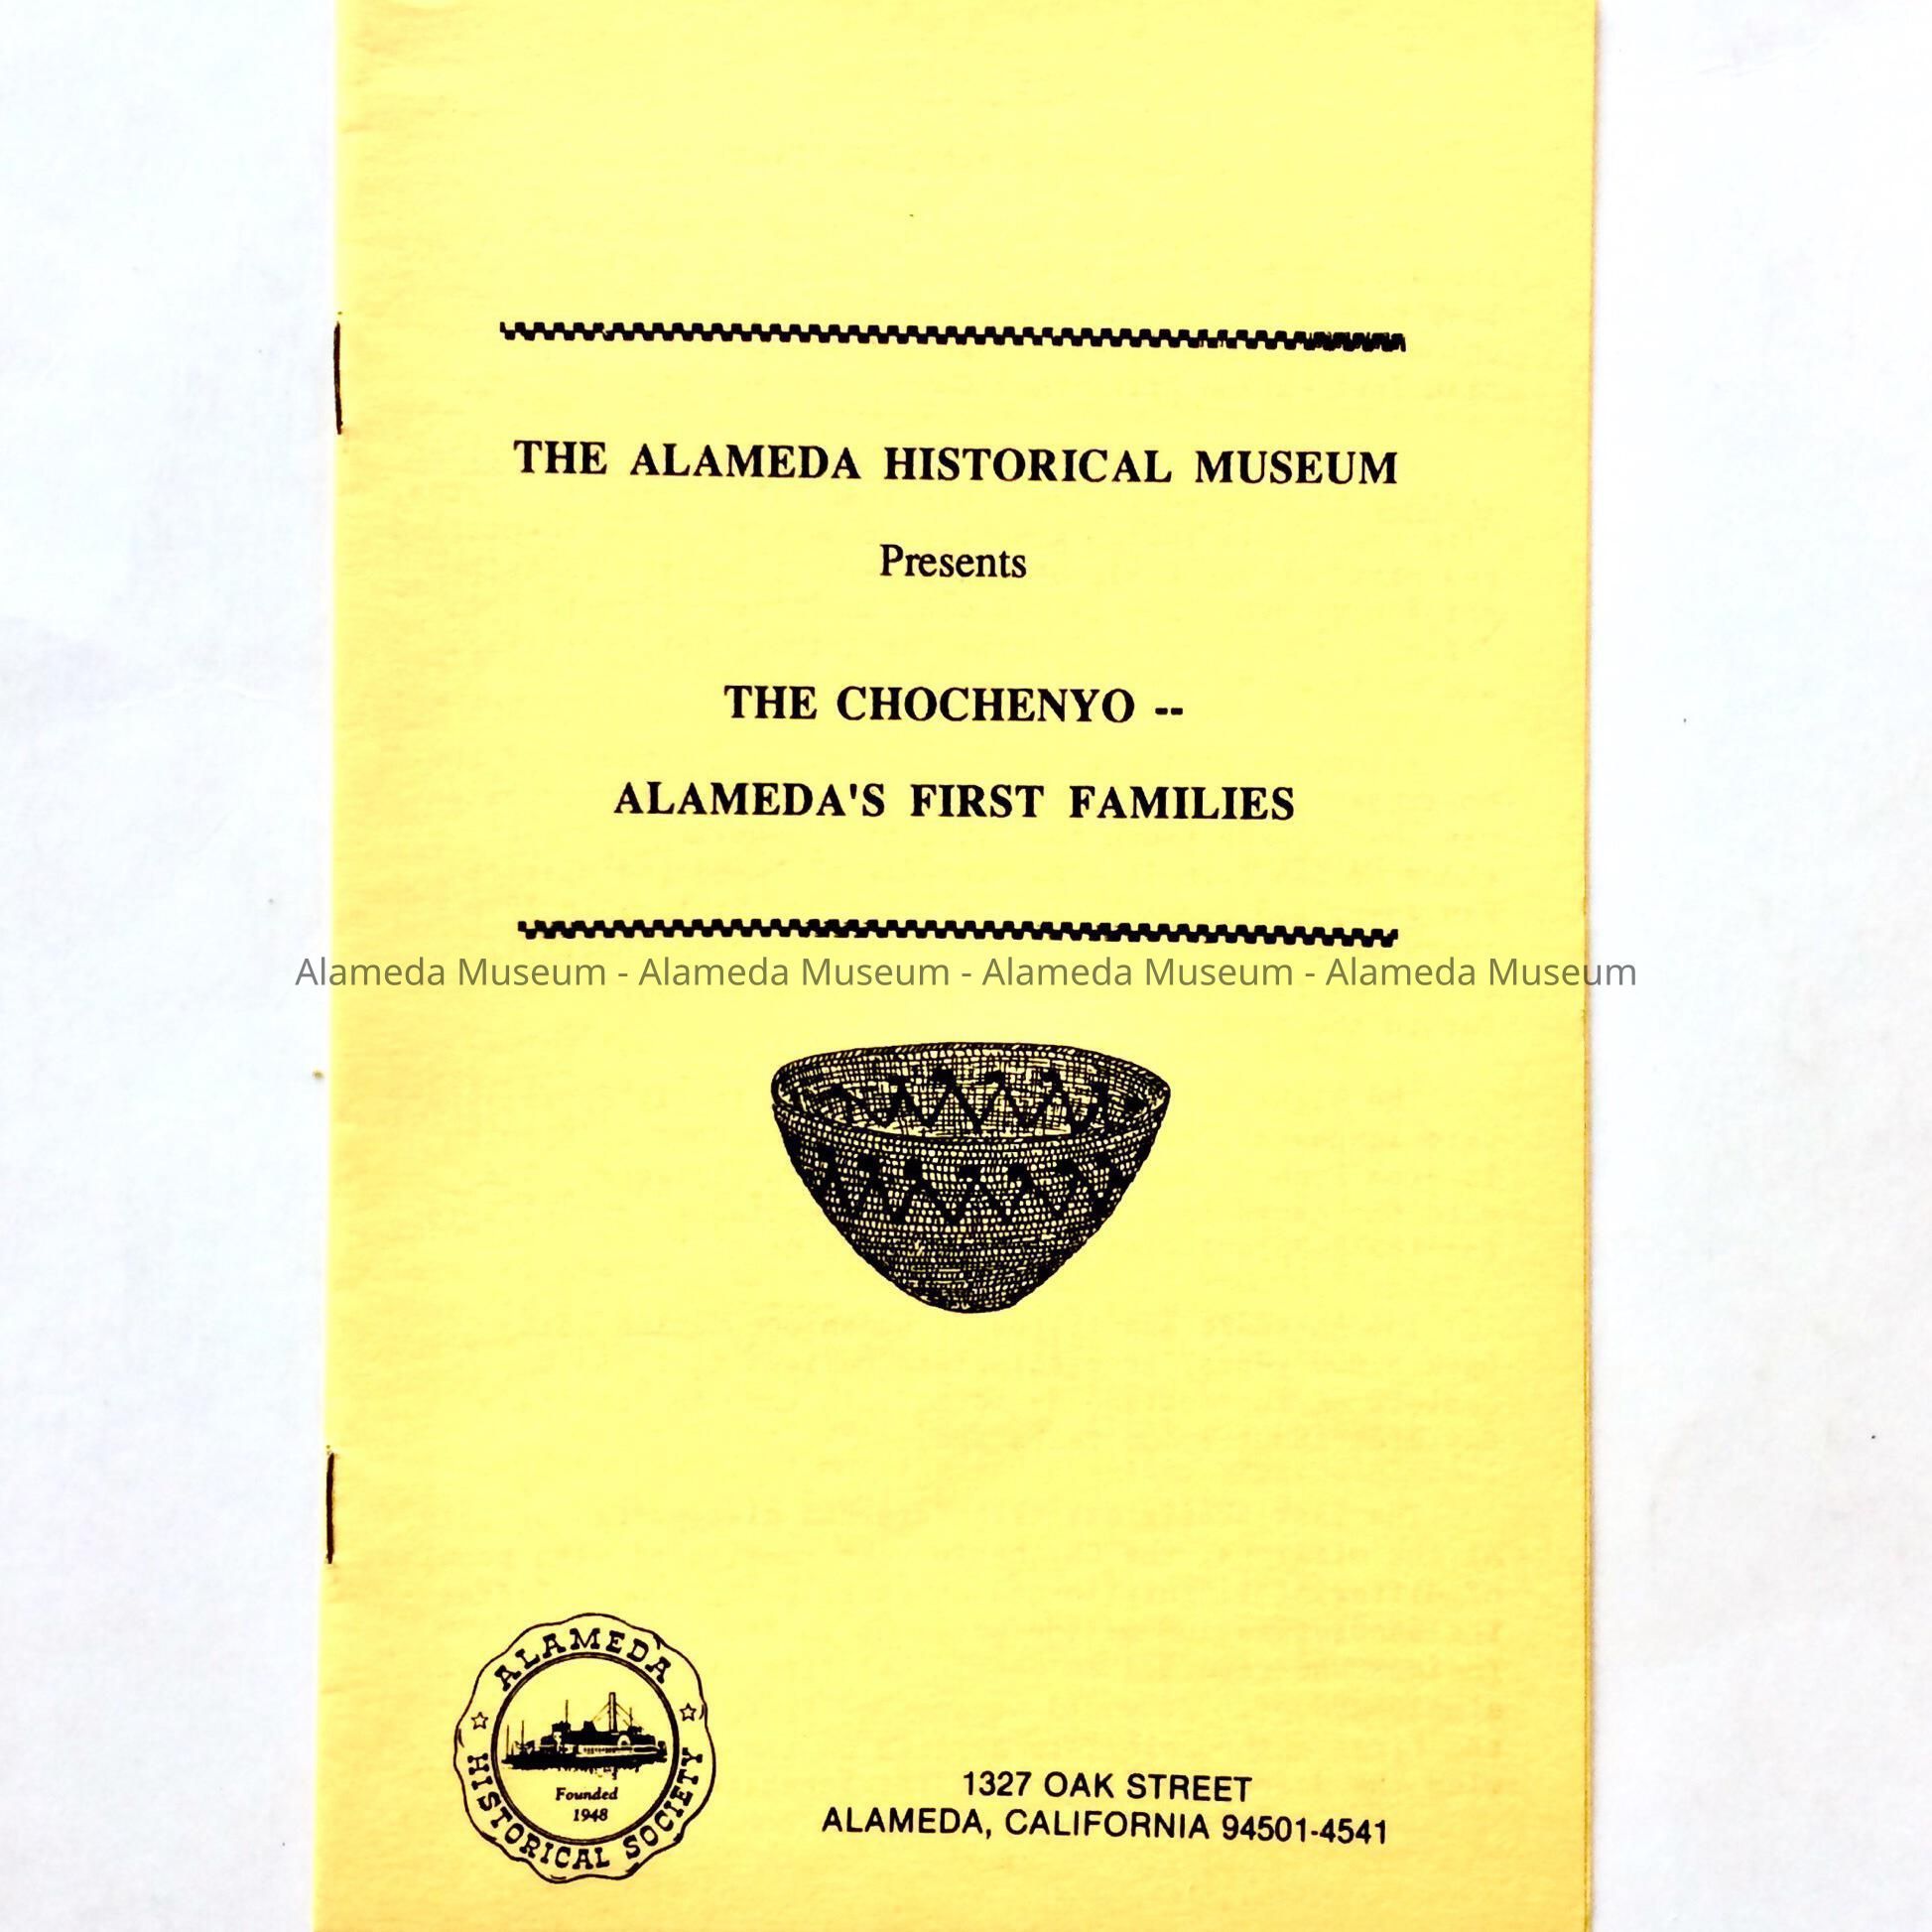 THE ALAMEDA HISTORICAL MUSEUM
Presents
THE CHOCHENYO --
ALAMEDA'S FIRST FAMILIES
Alameda Museum - Alameda Museum - Alameda Museum - Alameda Museum
ALAMEDA
HISTORICAL SOCIETY
Founded
1948
1327 OAK STREET
ALAMEDA, CALIFORNIA 94501-4541